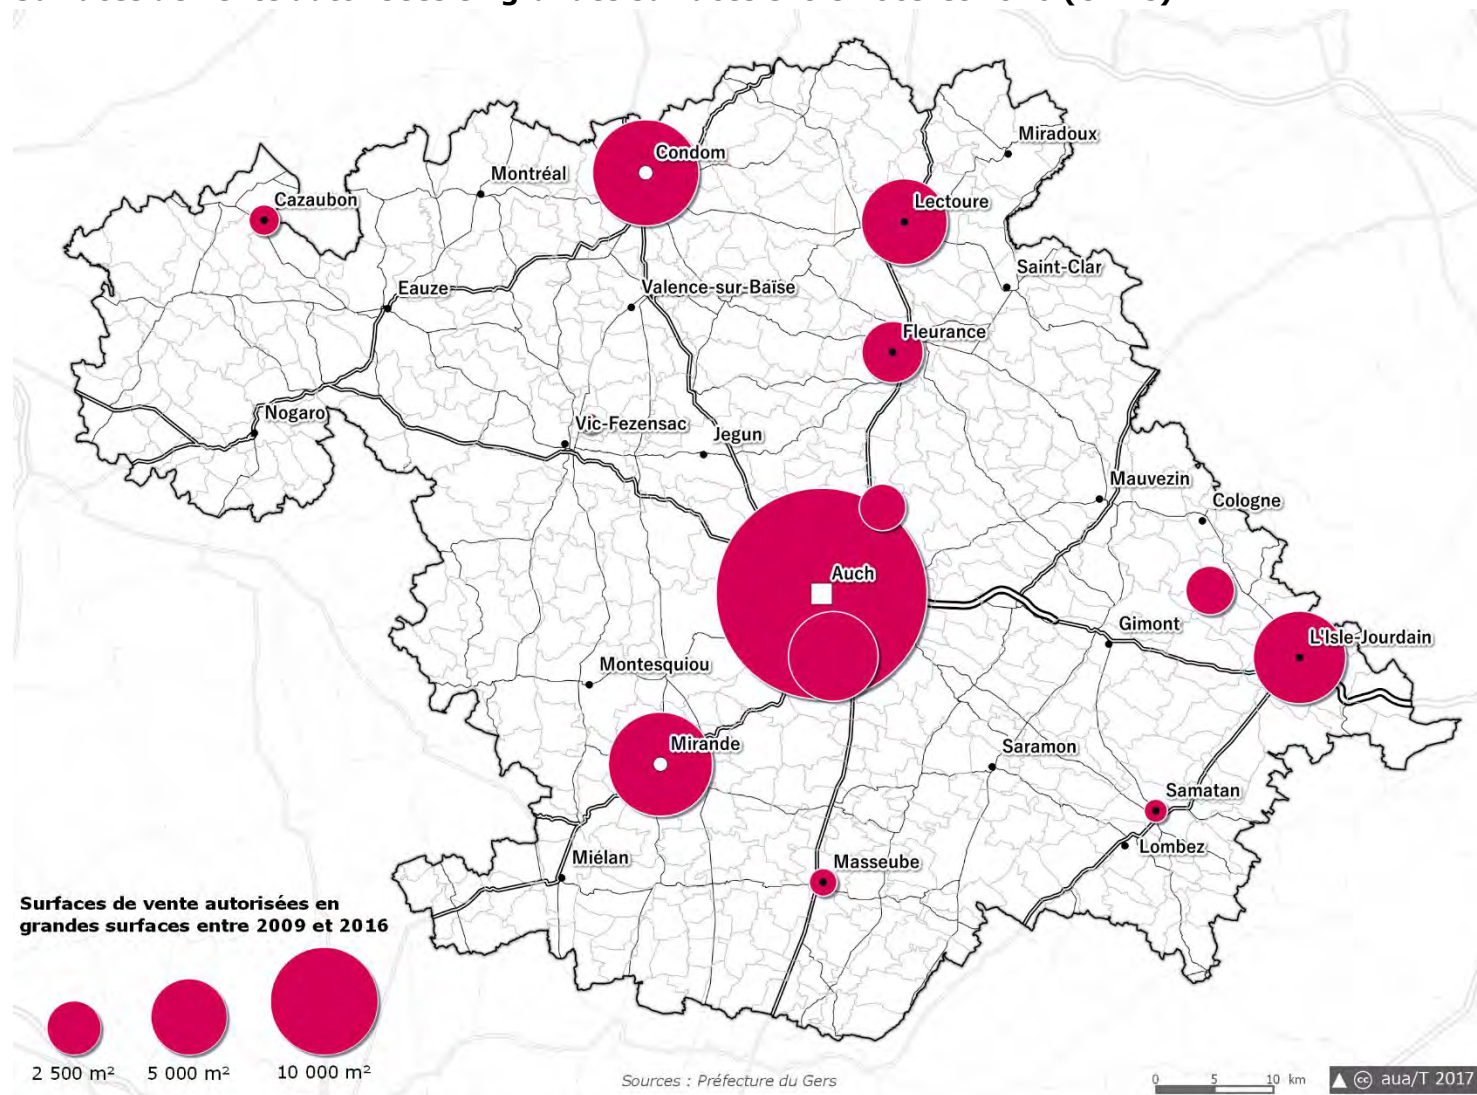 Condom
Miradoux
Montréal
Cazaubon
Lectoure
Saint-Clar
Eauze
Valence-sur-Baïse
Fleurance
Nogaro
Vic-Fezensac
Jegun
Mauvezin
Cologne
Auch
Gimont
L'Isle-Jourdain
Montesquiou
Mirande
Saramon
Samatan
Lombez
Miélan
Masseube
Surfaces de vente autorisées en
grandes surfaces entre 2009 et 2016
2 500 m²
5 000 m²
10 000 m²
Sources : Préfecture du Gers
0 5 10 km
aua/T 2017